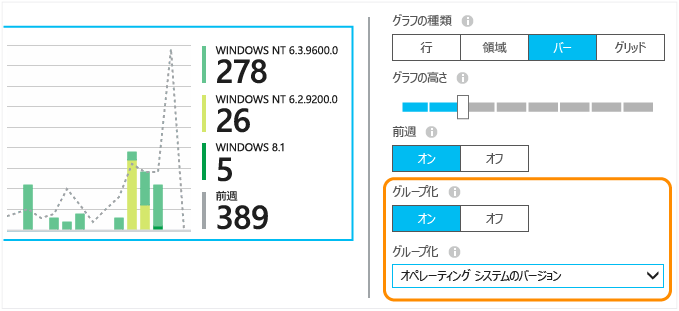 WINDOWS NT 6.3.9600.0
278
WINDOWS NT 6.2.9200.0
26
WINDOWS 8.1
5
前週
389
グラフの種類
行 領域 バー グリッド
グラフの高さ
前週
オン オフ
グループ化
オン オフ
グループ化
オペレーティング システムのバージョン